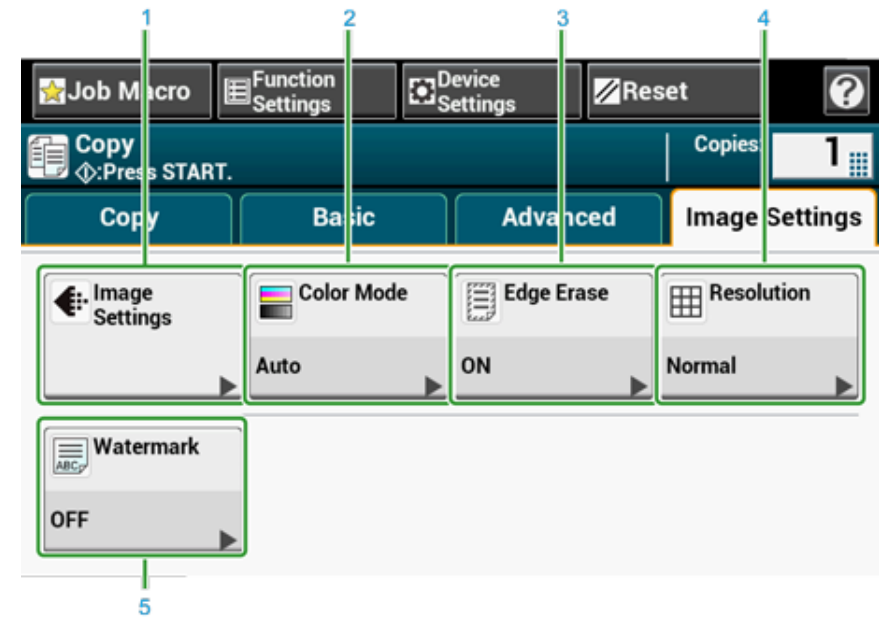 1 2 3 4
Job Macro Function Settings Device Settings Reset ?
Copy Copies: 1
:Press START.
Copy Basic Advanced Image Settings
Image Settings Color Mode Edge Erase Resolution
Auto ON Normal
ABC Watermark
OFF
5